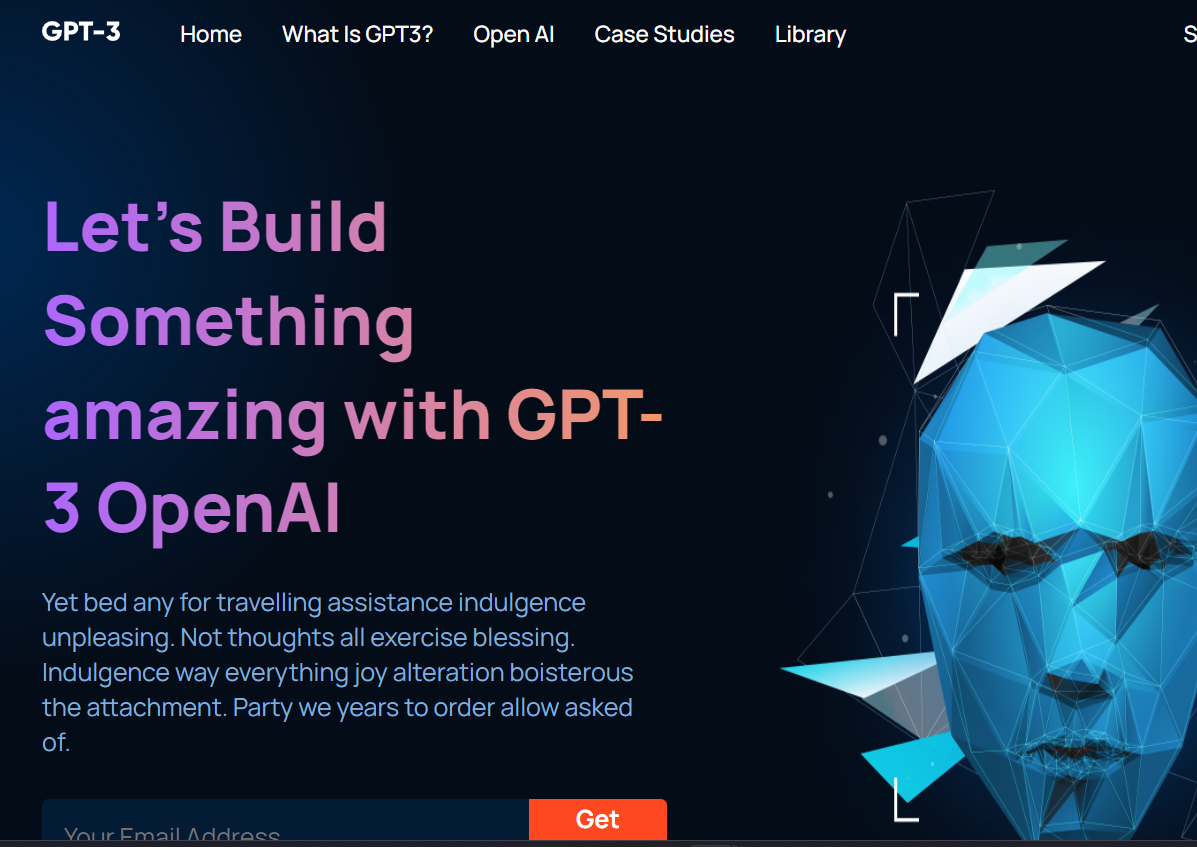 GPT-3 Home What Is GPT3? Open AI Case Studies Library S
Let's Build
Something
amazing with GPT-
3 OpenAI
Yet bed any for travelling assistance indulgence
unpleasing. Not thoughts all exercise blessing.
Indulgence way everything joy alteration boisterous
the attachment. Party we years to order allow asked
of.
Your Email Address Get